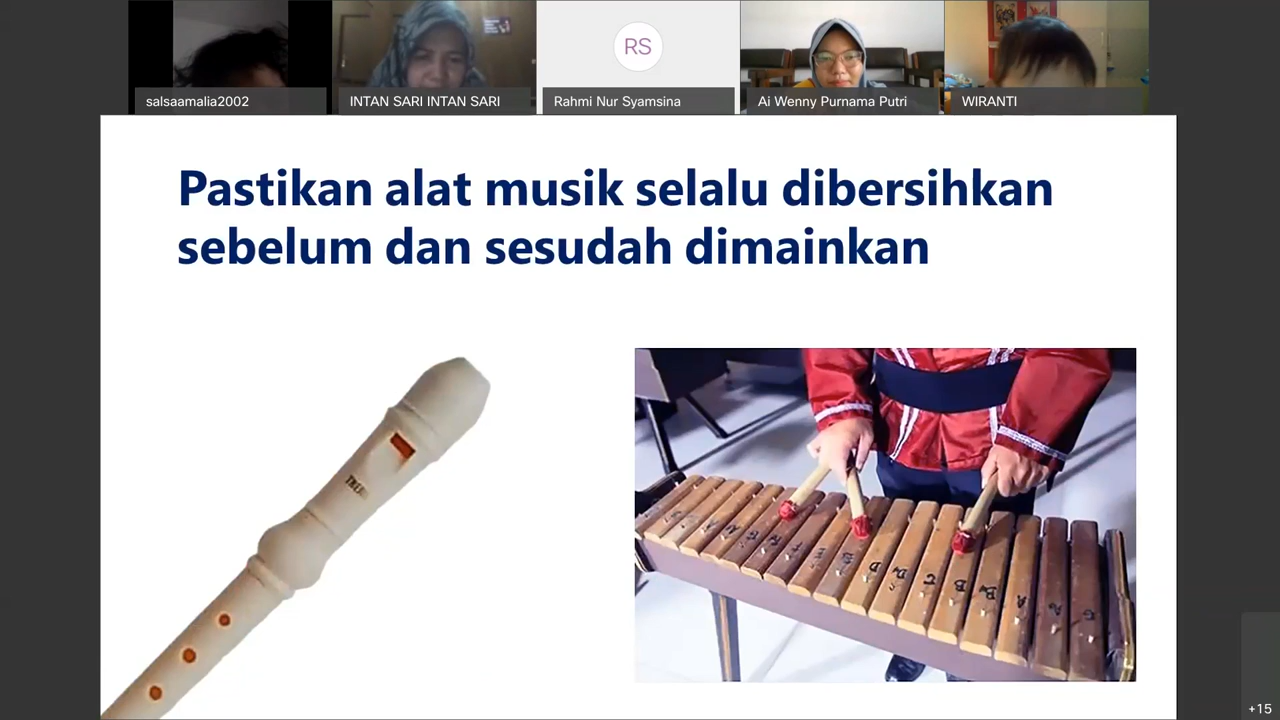 RS
salsaamalia2002
INTAN SARI INTAN SARI
Rahmi Nur Syamsina
Ai Wenny Purnama Putri
WIRANTI
Pastikan alat musik selalu dibersihkan
sebelum dan sesudah dimainkan
+15